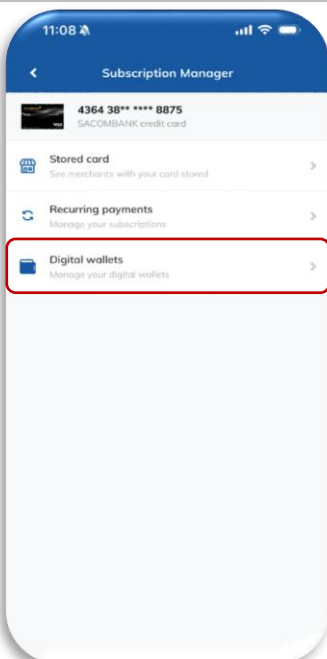 11:08
Subscription Manager
4364 38** **** 8875
SACOMBANK credit card
Stored card
See merchants with your card stored
Recurring payments
Manage your subscriptions
Digital wallets
Manage your digital wallets